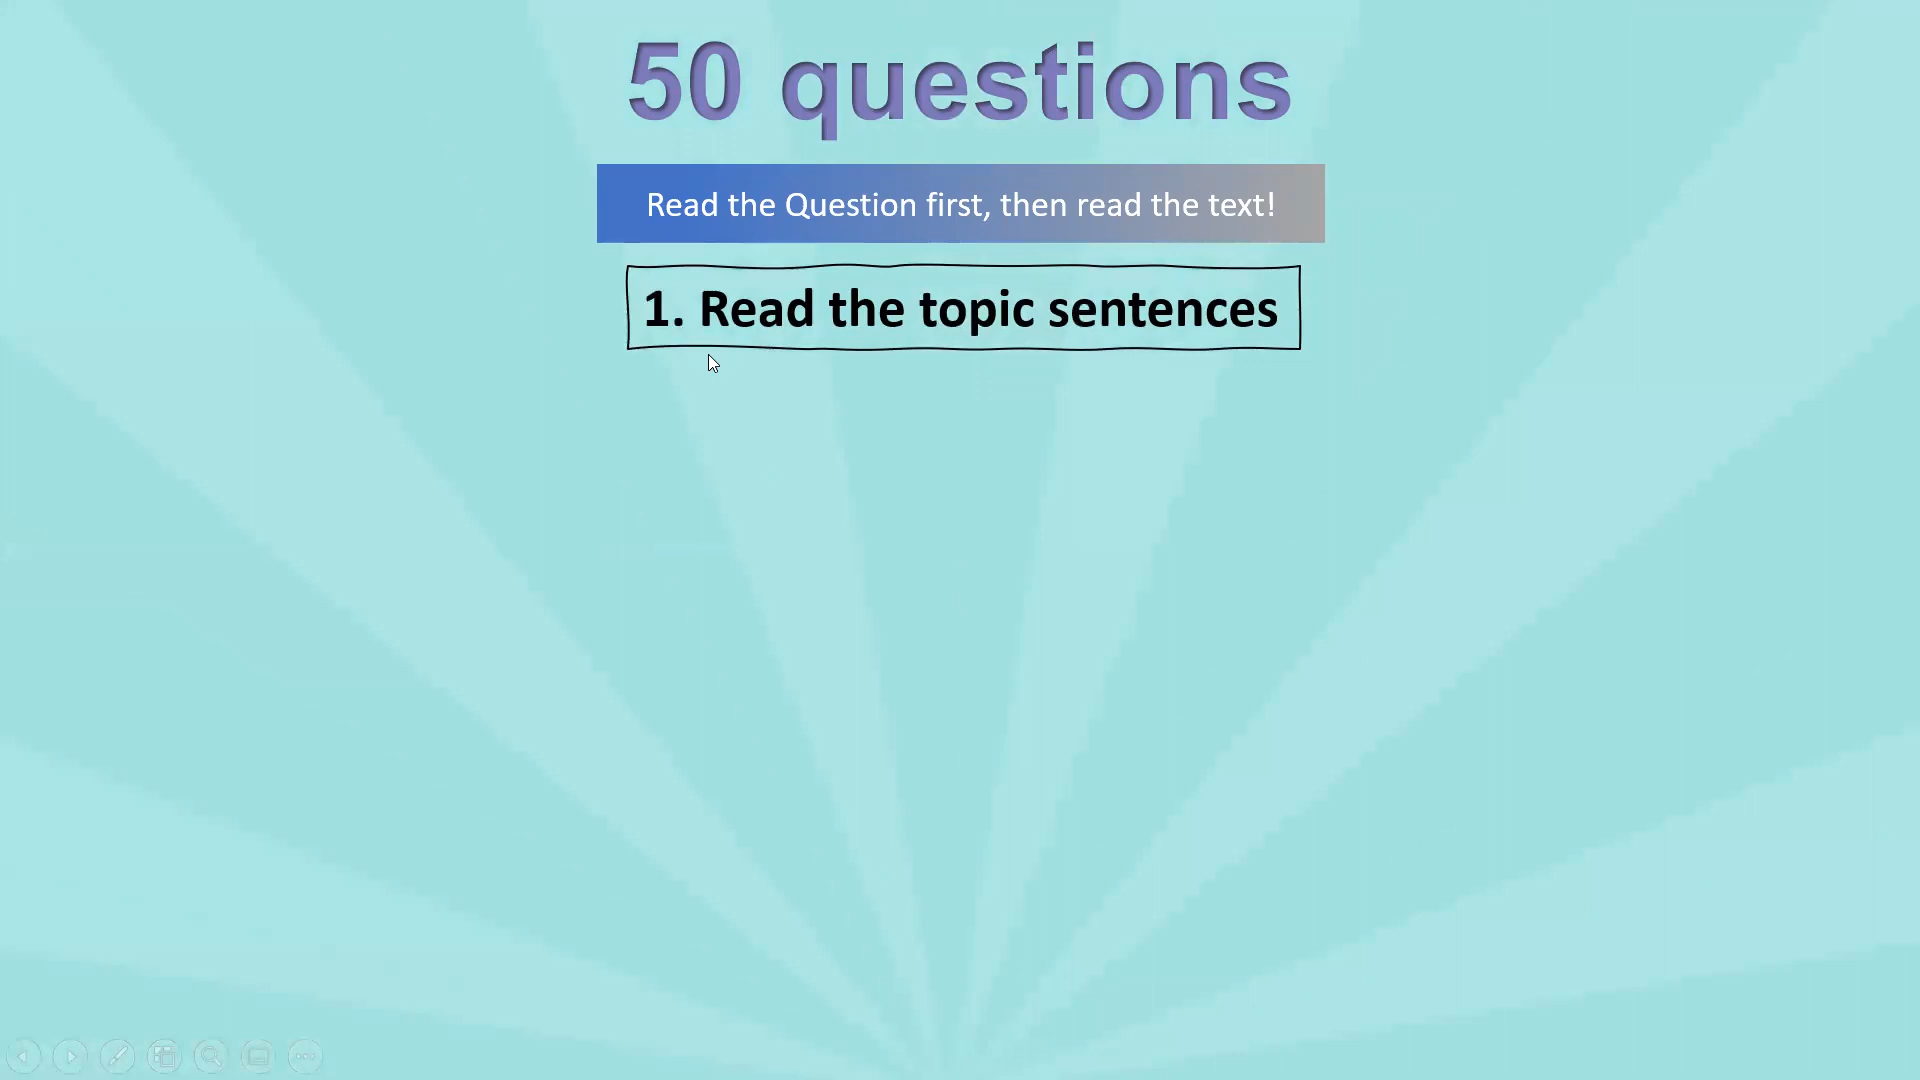 50 questions
Read the Question first, then read the text!
1. Read the topic sentences